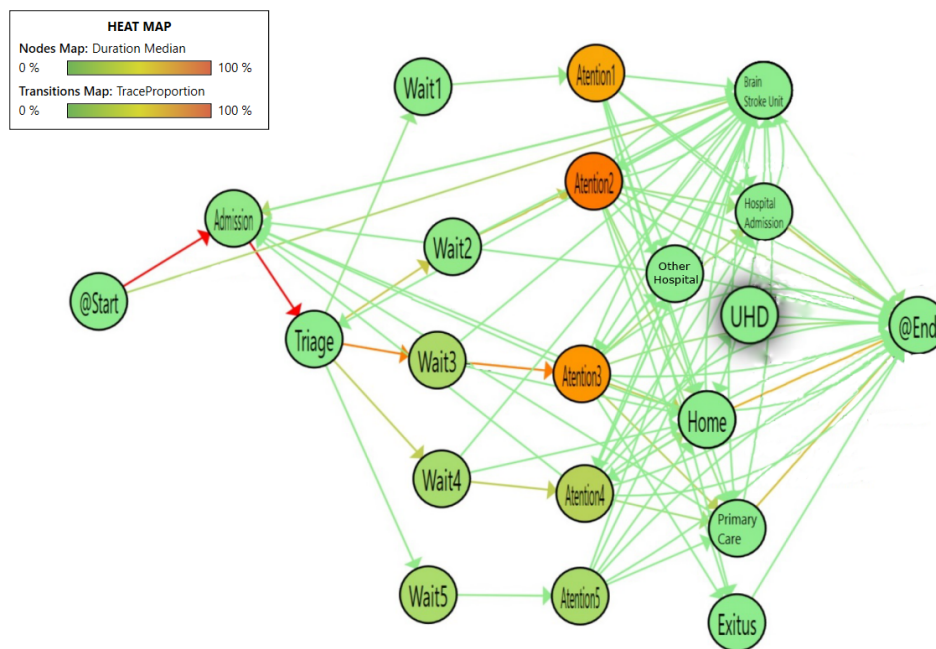 HEAT MAP
Nodes Map: Duration Median
0 %
100 %
Transitions Map: TraceProportion
0 %
100 %
@Start
Admission
Triage
Wait1
Wait2
Wait3
Wait4
Wait5
Atention1
Atention2
Atention3
Atention4
Atention5
Brain
Stroke Unit
Hospital
Admission
Other
Hospital
UHD
Home
Primary
Care
Exitus
@End